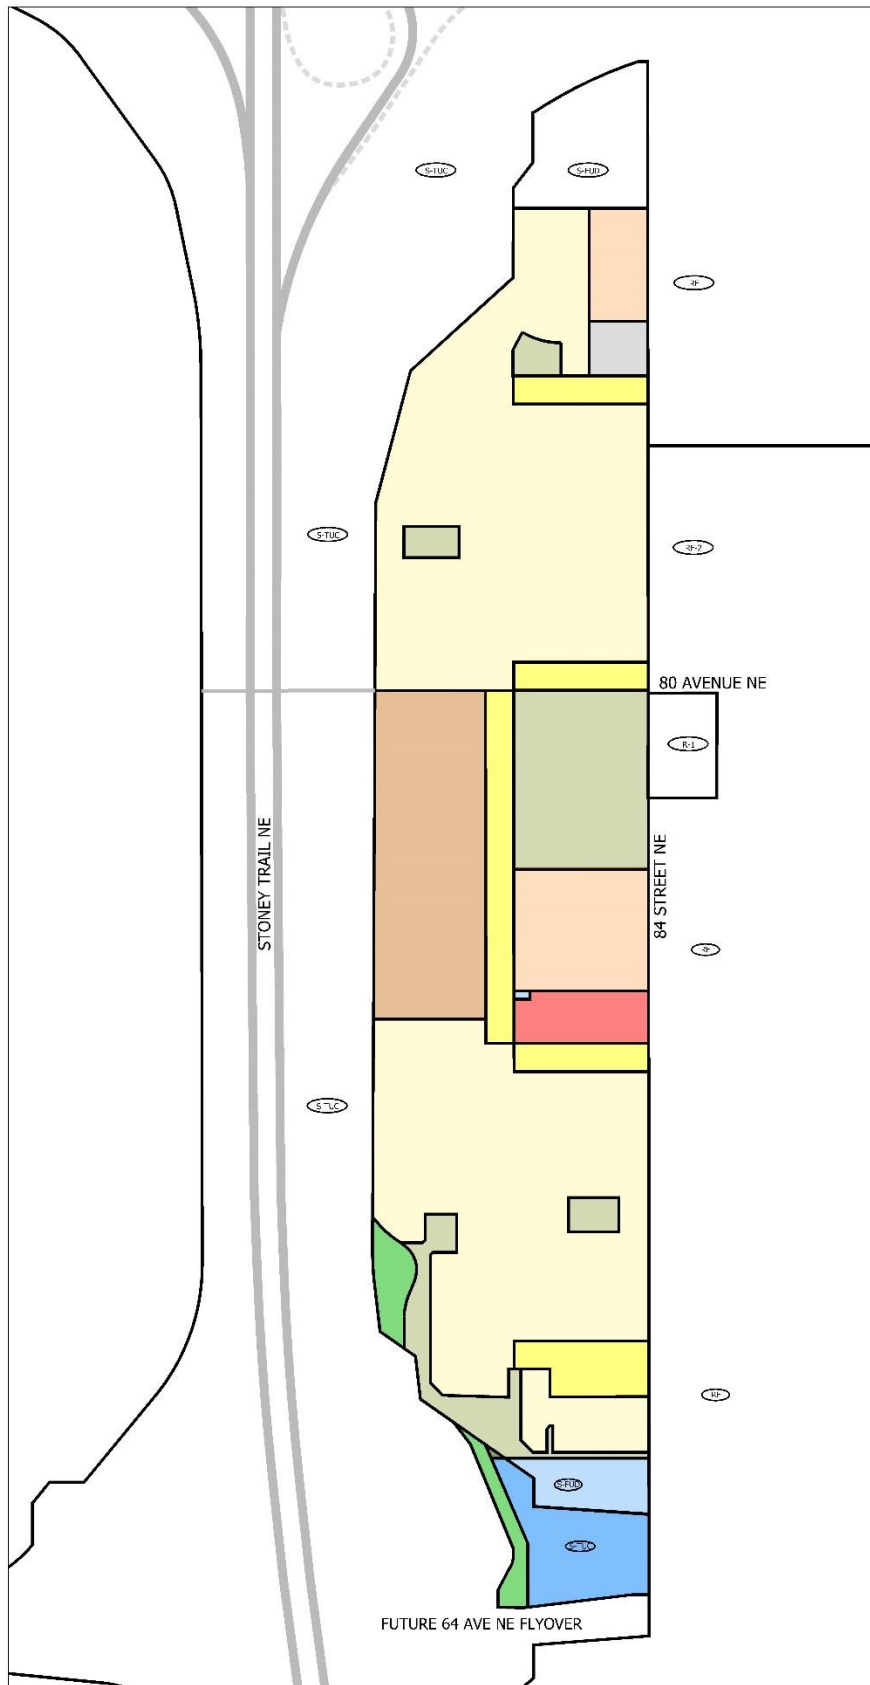 S-TUC
S-FUD
RF
S-TUC
RF-2
80 AVENUE NE
R-1
STONEY TRAIL NE
84 STREET NE
RF
S-TUC
RF
S-FUD
S-TUC
FUTURE 64 AVE NE FLYOVER